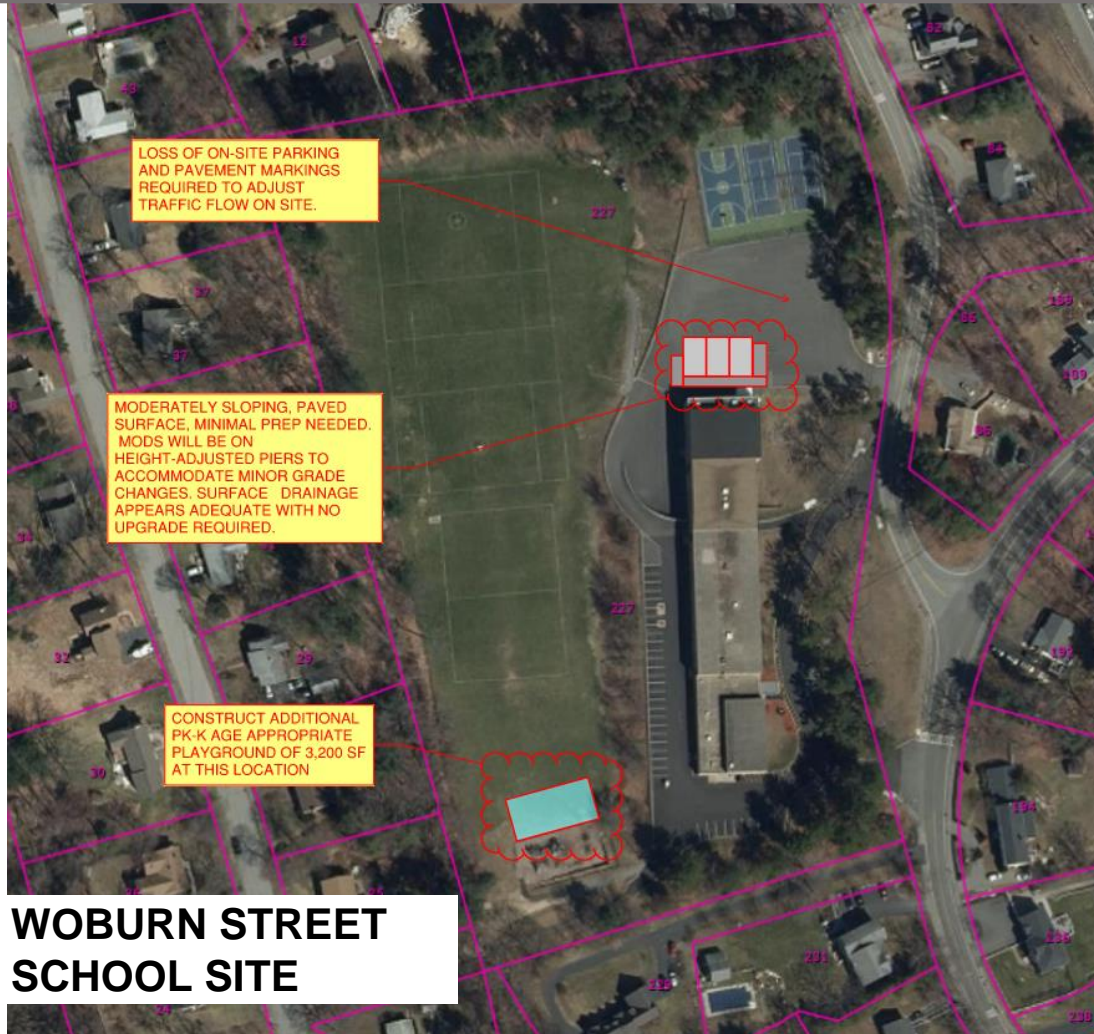 12
52
43
LOSS OF ON-SITE PARKING
AND PAVEMENT MARKINGS
REQUIRED TO ADJUST
TRAFFIC FLOW ON SITE.
84
227
37
86
199
37
199
MODERATELY SLOPING, PAVED
SURFACE, MINIMAL PREP NEEDED.
MODS WILL BE ON
HEIGHT-ADJUSTED PIERS TO
ACCOMMODATE MINOR GRADE
CHANGES. SURFACE DRAINAGE
APPEARS ADEQUATE WITH NO
UPGRADE REQUIRED.
86
34
227
32
29
CONSTRUCT ADDITIONAL
PK-K AGE APPROPRIATE
PLAYGROUND OF 3,200 SF
AT THIS LOCATION
30
194
WOBURN STREET
SCHOOL SITE
231
236
24
238